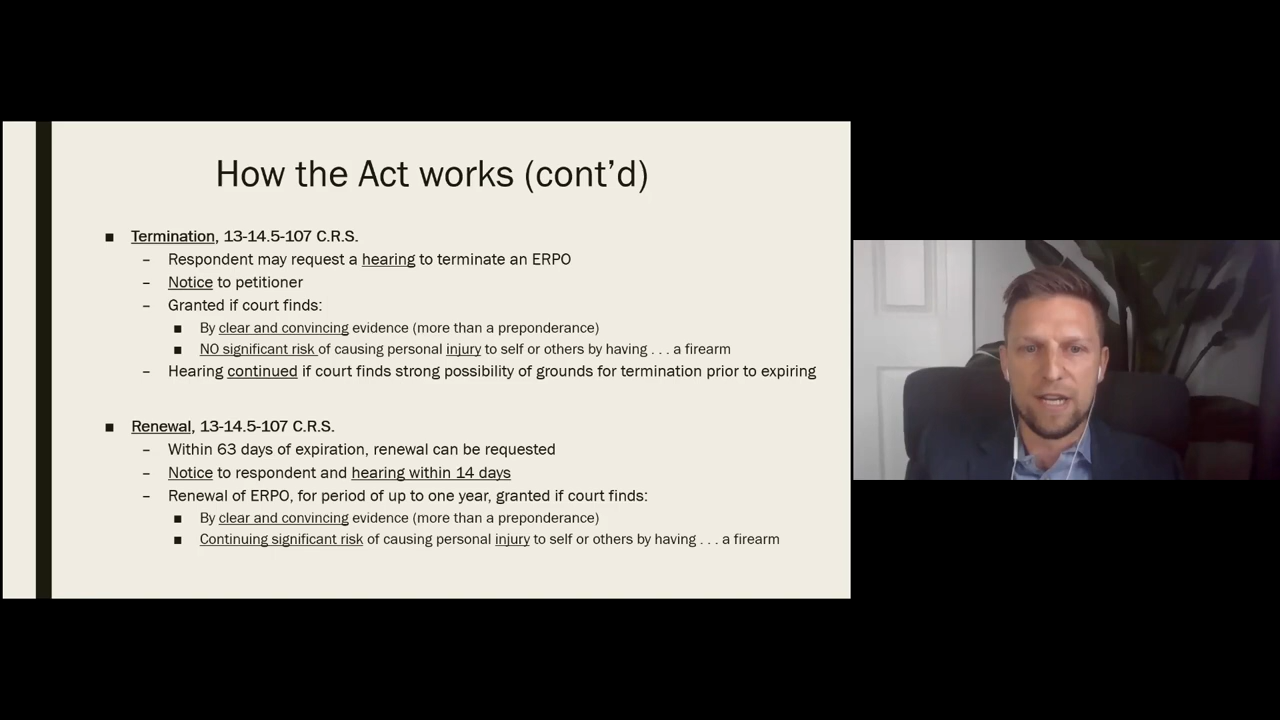 How the Act works (cont’d)
■ Termination, 13-14.5-107 C.R.S.
– Respondent may request a hearing to terminate an ERPO
– Notice to petitioner
– Granted if court finds:
■ By clear and convincing evidence (more than a preponderance)
■ NO significant risk of causing personal injury to self or others by having . . . a firearm
– Hearing continued if court finds strong possibility of grounds for termination prior to expiring
■ Renewal, 13-14.5-107 C.R.S.
– Within 63 days of expiration, renewal can be requested
– Notice to respondent and hearing within 14 days
– Renewal of ERPO, for period of up to one year, granted if court finds:
■ By clear and convincing evidence (more than a preponderance)
■ Continuing significant risk of causing personal injury to self or others by having . . . a firearm